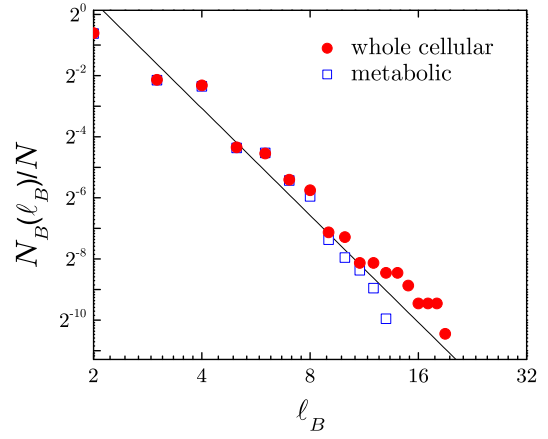 whole cellular
metabolic
N_B(ℓ_B)/N
2^0
2^-2
2^-4
2^-6
2^-8
2^-10
2 4 8 16 32
ℓ_B